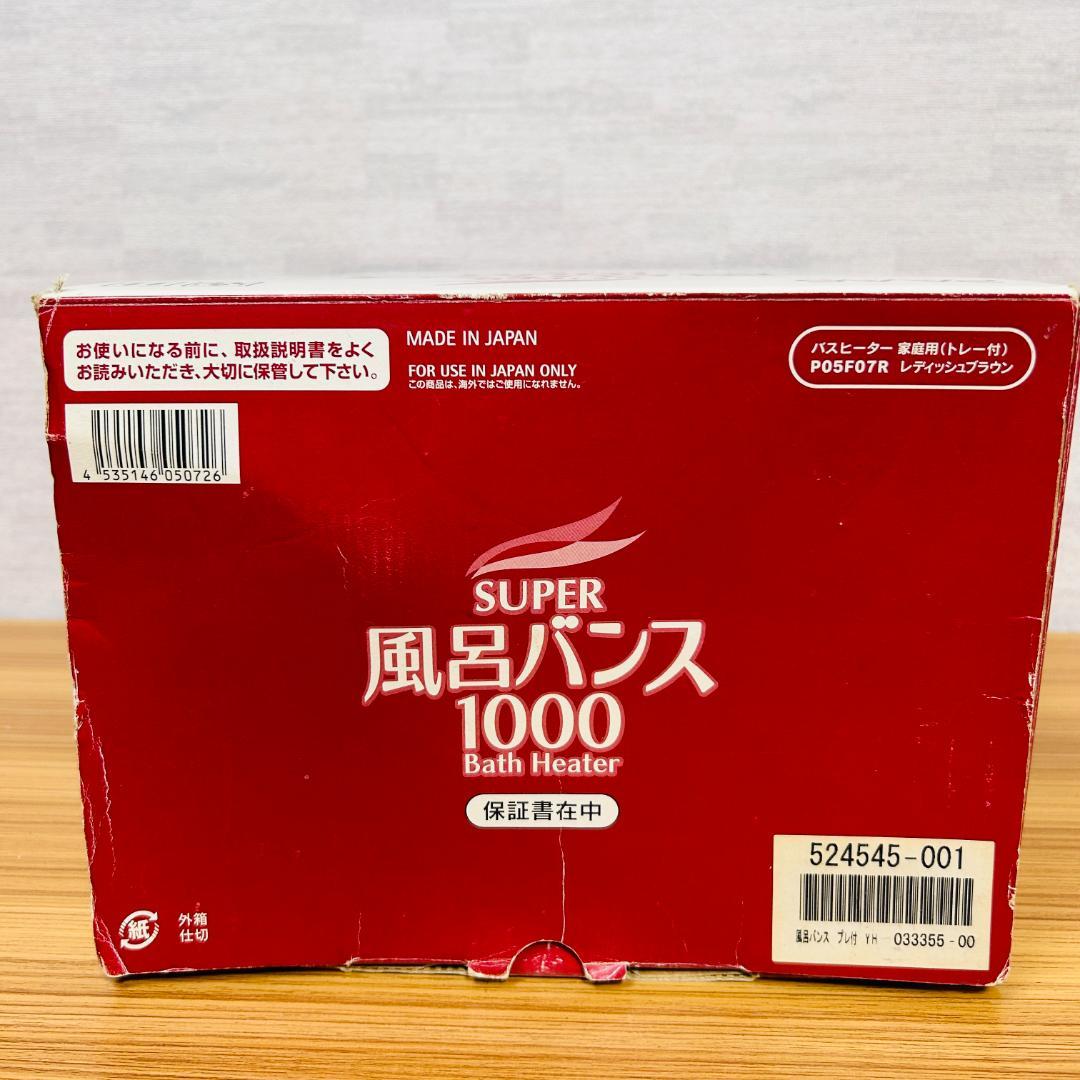 お使いになる前に、取扱説明書をよく
お読みいただき、大切に保管して下さい。
MADE IN JAPAN
FOR USE IN JAPAN ONLY
この商品は、海外ではご使用になれません。
バスヒーター 家庭用(トレー付)
P05F07R レディッシュブラウン
4 535146 050726
SUPER
風呂バンス
1000
Bath Heater
保証書在中
紙
外箱
仕切
524545-001
風呂バンス プレ付 YH 033355-00